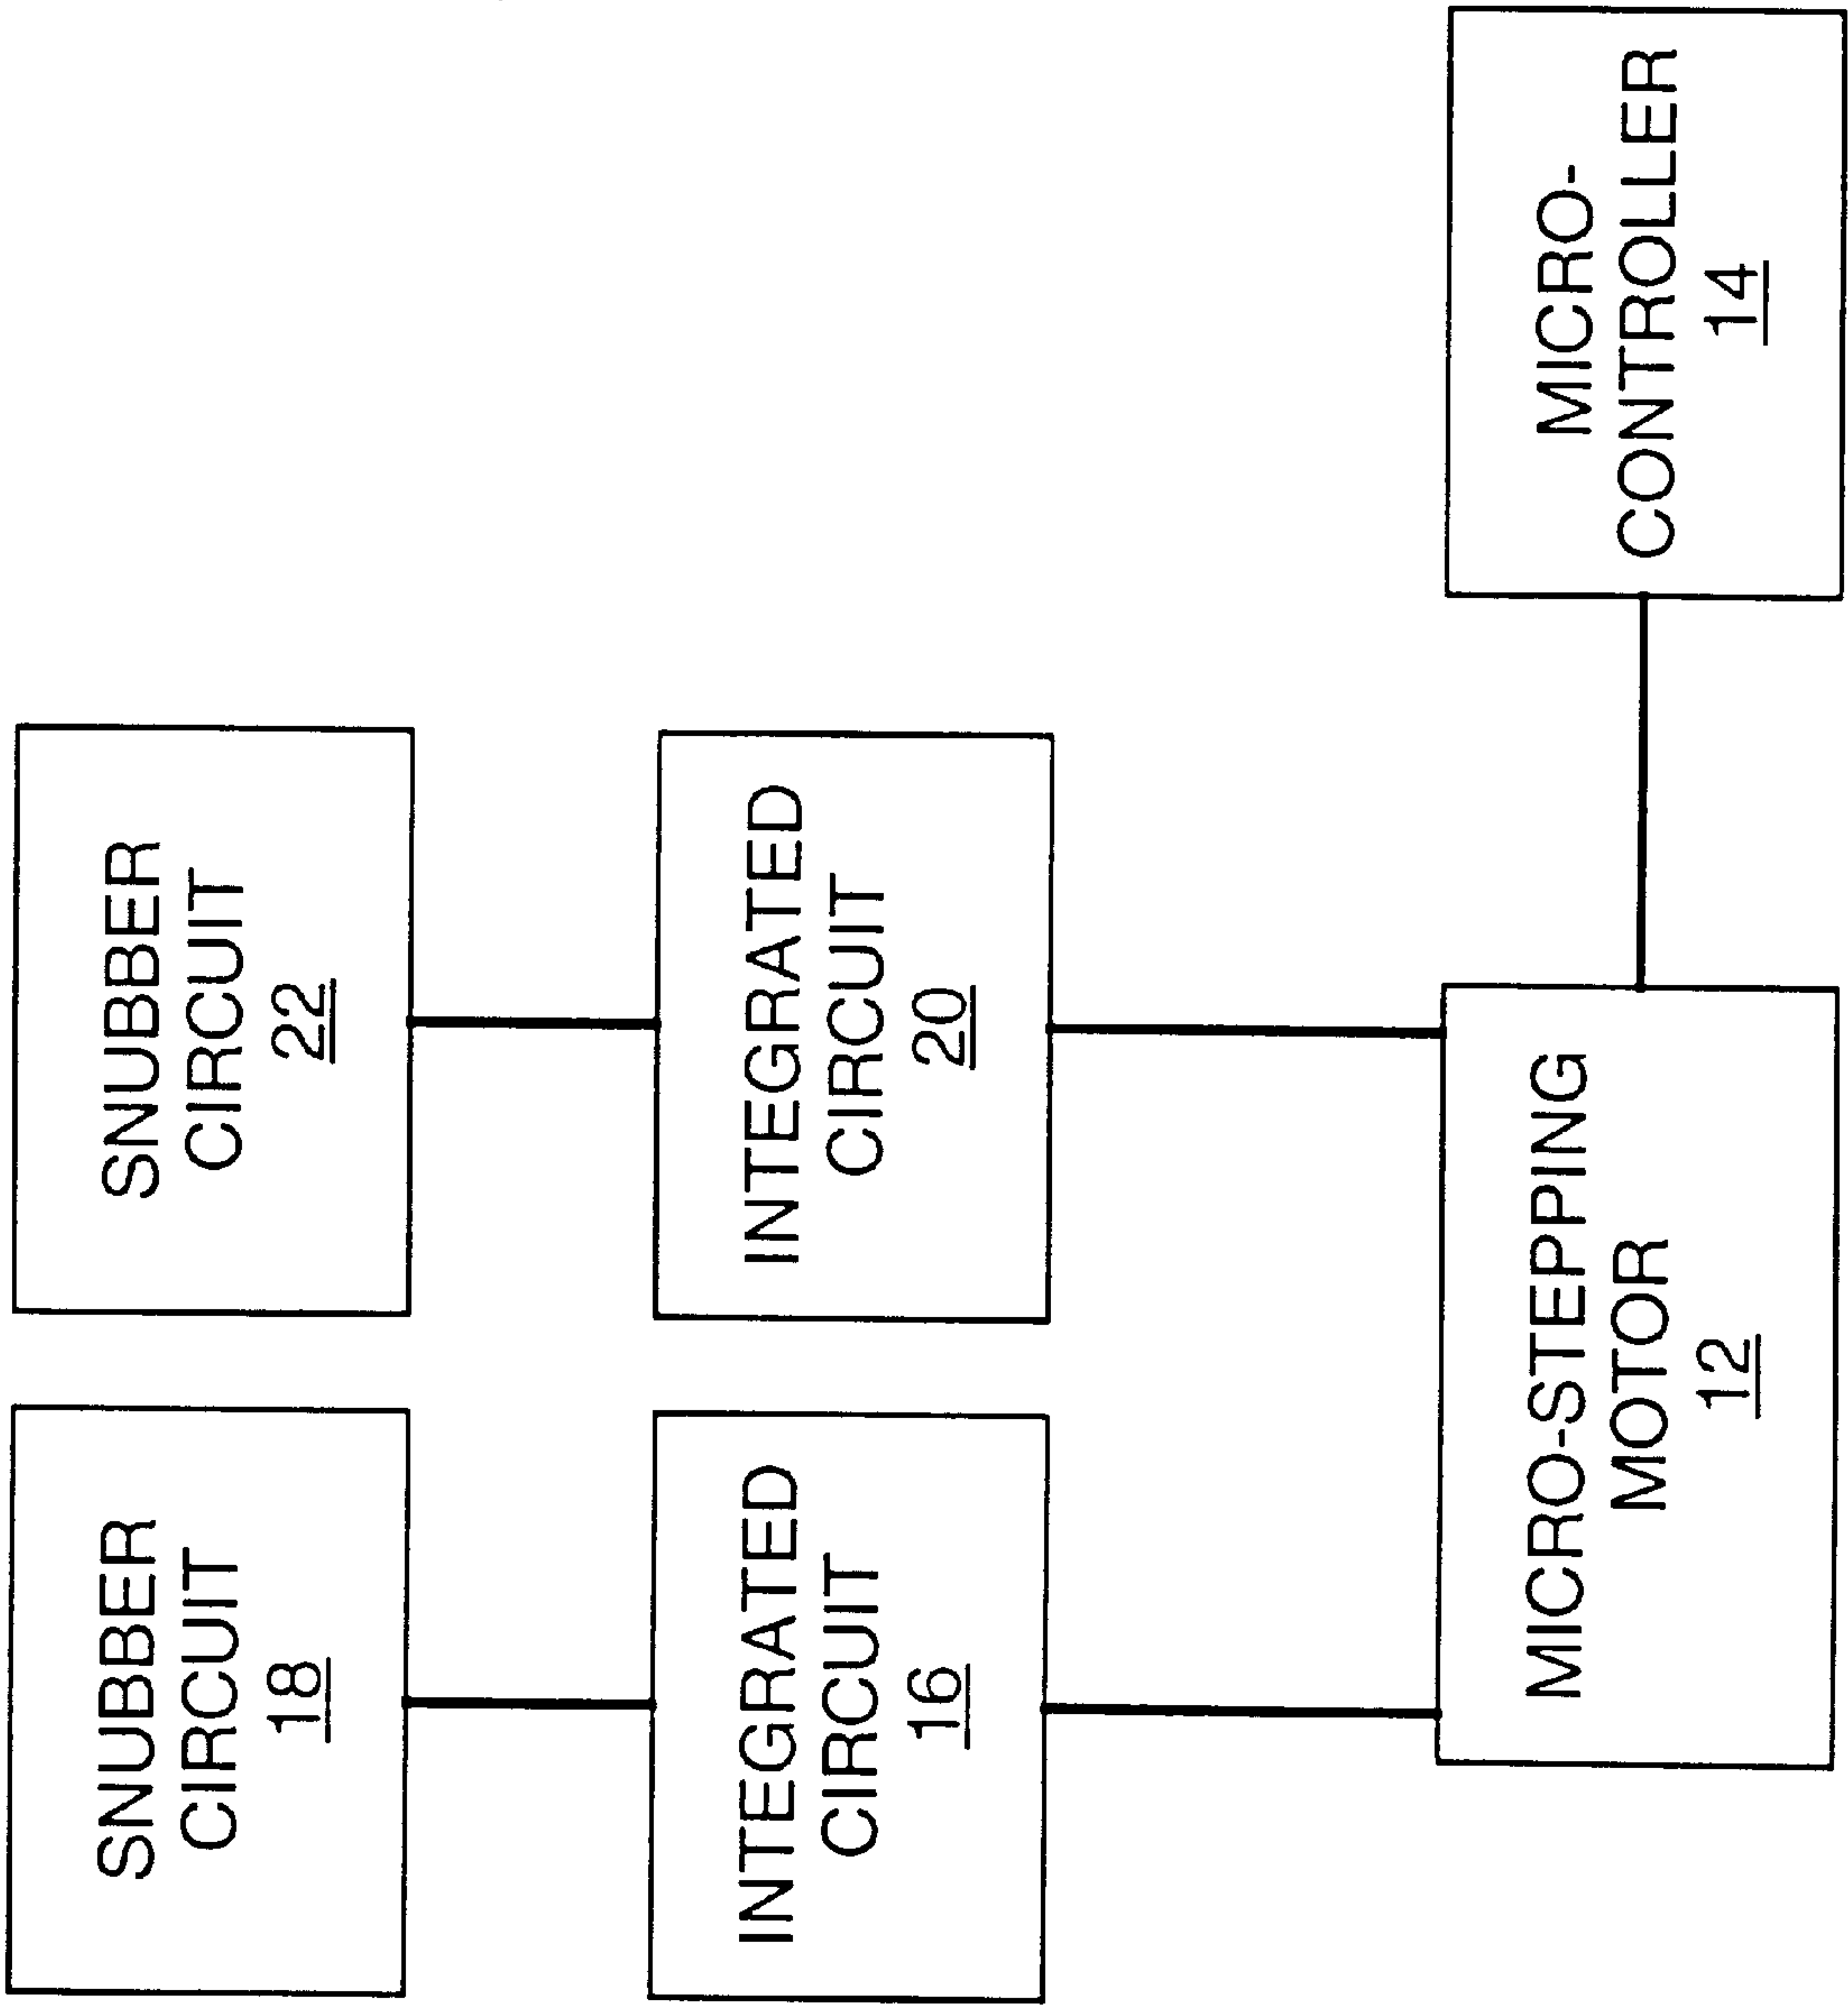 SNUBBER
CIRCUIT
18
SNUBBER
CIRCUIT
22
INTEGRATED
CIRCUIT
16
INTEGRATED
CIRCUIT
20
MICRO-STEPPING
MOTOR
12
MICRO-
CONTROLLER
14